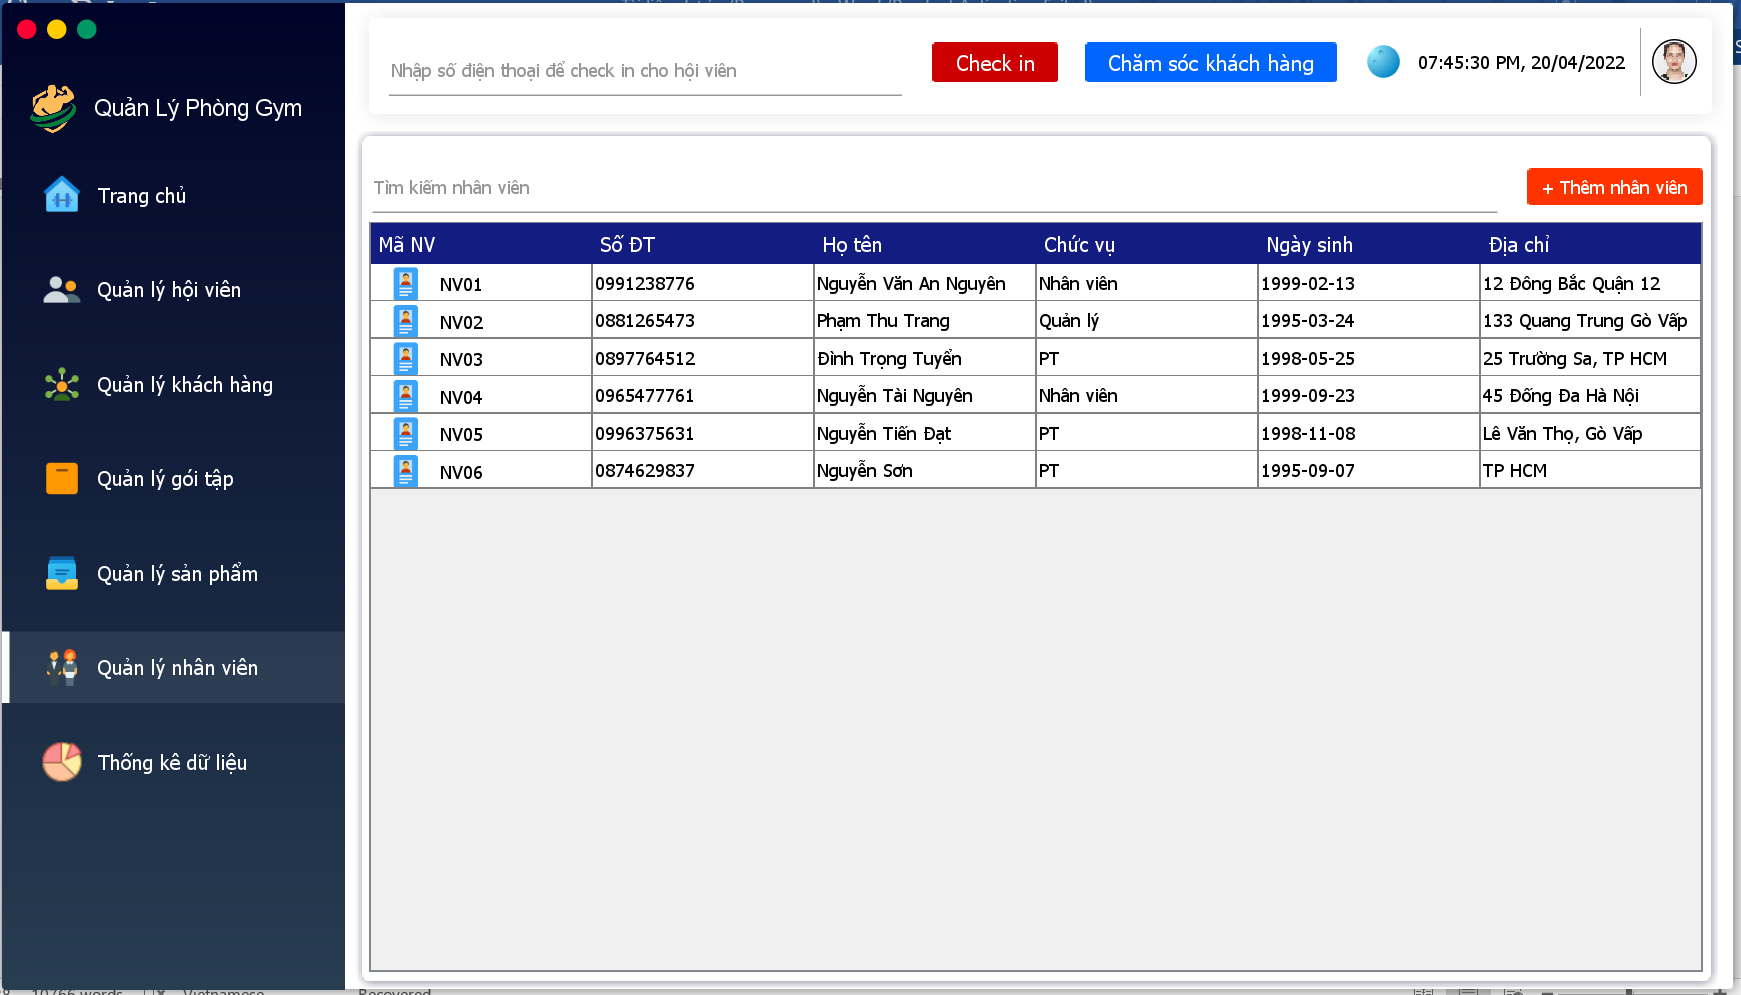 Quản Lý Phòng Gym
Trang chủ
Quản lý hội viên
Quản lý khách hàng
Quản lý gói tập
Quản lý sản phẩm
Quản lý nhân viên
Thống kê dữ liệu
Nhập số điện thoại để check in cho hội viên
Check in
Chăm sóc khách hàng
07:45:30 PM, 20/04/2022
Tìm kiếm nhân viên
+ Thêm nhân viên
Mã NV Số ĐT Họ tên Chức vụ Ngày sinh Địa chỉ
NV01 0991238776 Nguyễn Văn An Nguyên Nhân viên 1999-02-13 12 Đông Bắc Quận 12
NV02 0881265473 Phạm Thu Trang Quản lý 1995-03-24 133 Quang Trung Gò Vấp
NV03 0897764512 Đình Trọng Tuyển PT 1998-05-25 25 Trường Sa, TP HCM
NV04 0965477761 Nguyễn Tài Nguyên Nhân viên 1999-09-23 45 Đống Đa Hà Nội
NV05 0996375631 Nguyễn Tiến Đạt PT 1998-11-08 Lê Văn Thọ, Gò Vấp
NV06 0874629837 Nguyễn Sơn PT 1995-09-07 TP HCM
10766 words Vietnamese Recovered